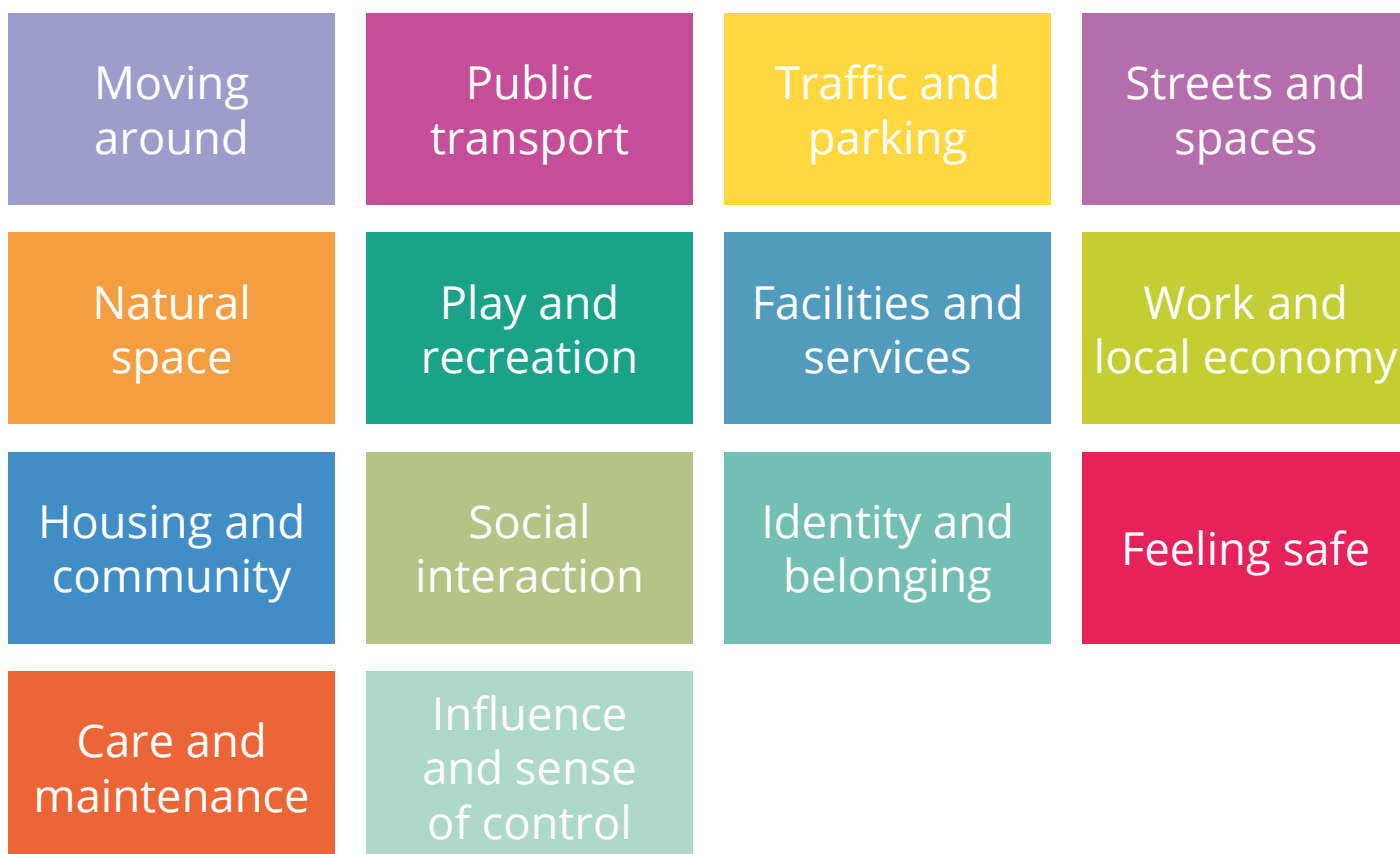 Moving
around
Public
transport
Traffic and
parking
Streets and
spaces
Natural
space
Play and
recreation
Facilities and
services
Work and
local economy
Housing and
community
Social
interaction
Identity and
belonging
Feeling safe
Care and
maintenance
Influence
and sense
of control